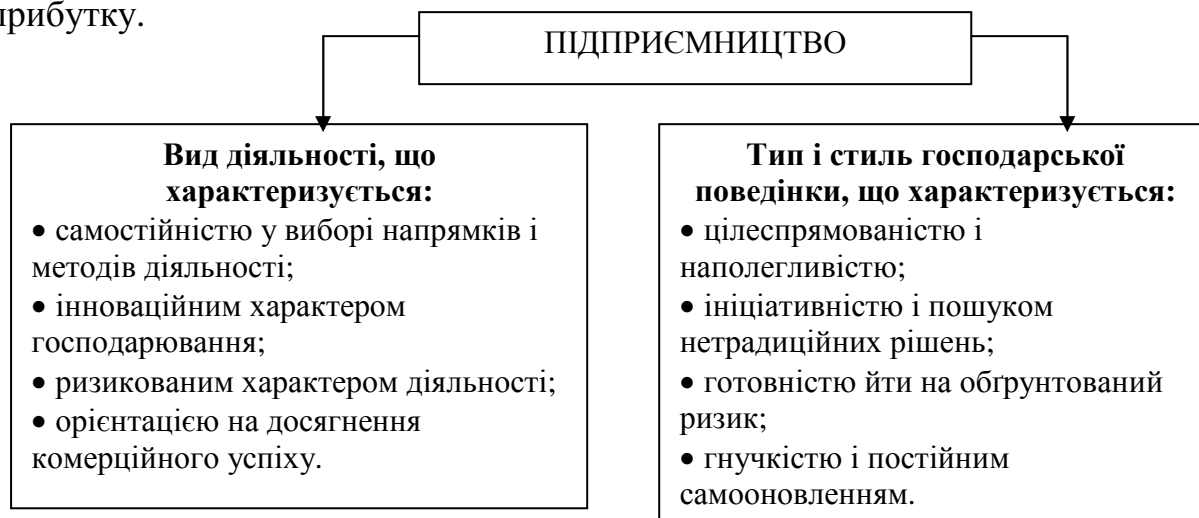 прибутку.
ПІДПРИЄМНИЦТВО
Вид діяльності, що
характеризується:
• самостійністю у виборі напрямків і
методів діяльності;
• інноваційним характером
господарювання;
• ризикованим характером діяльності;
• орієнтацією на досягнення
комерційного успіху.
Тип і стиль господарської
поведінки, що характеризується:
• цілеспрямованістю і
наполегливістю;
• ініціативністю і пошуком
нетрадиційних рішень;
• готовністю йти на обґрунтований
ризик;
• гнучкістю і постійним
самооновленням.